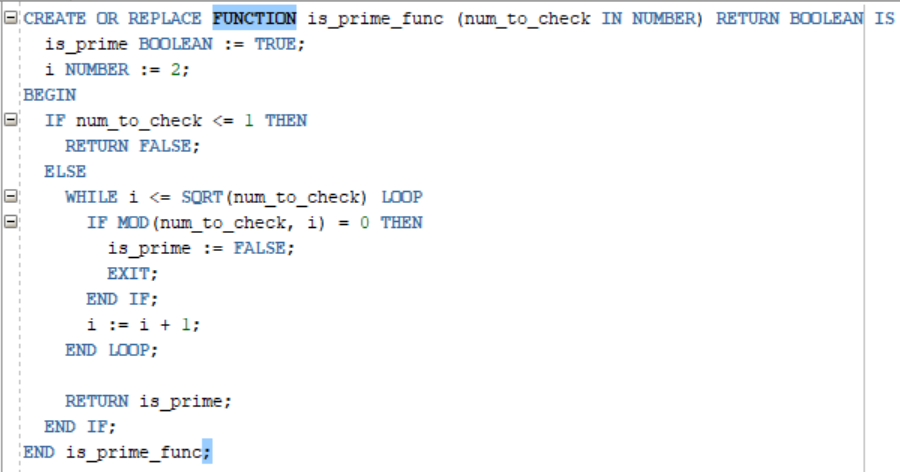 CREATE OR REPLACE FUNCTION is_prime_func (num_to_check IN NUMBER) RETURN BOOLEAN IS
  is_prime BOOLEAN := TRUE;
  i NUMBER := 2;
BEGIN
  IF num_to_check <= 1 THEN
    RETURN FALSE;
  ELSE
    WHILE i <= SQRT(num_to_check) LOOP
      IF MOD(num_to_check, i) = 0 THEN
        is_prime := FALSE;
        EXIT;
      END IF;
      i := i + 1;
    END LOOP;

    RETURN is_prime;
  END IF;
END is_prime_func;